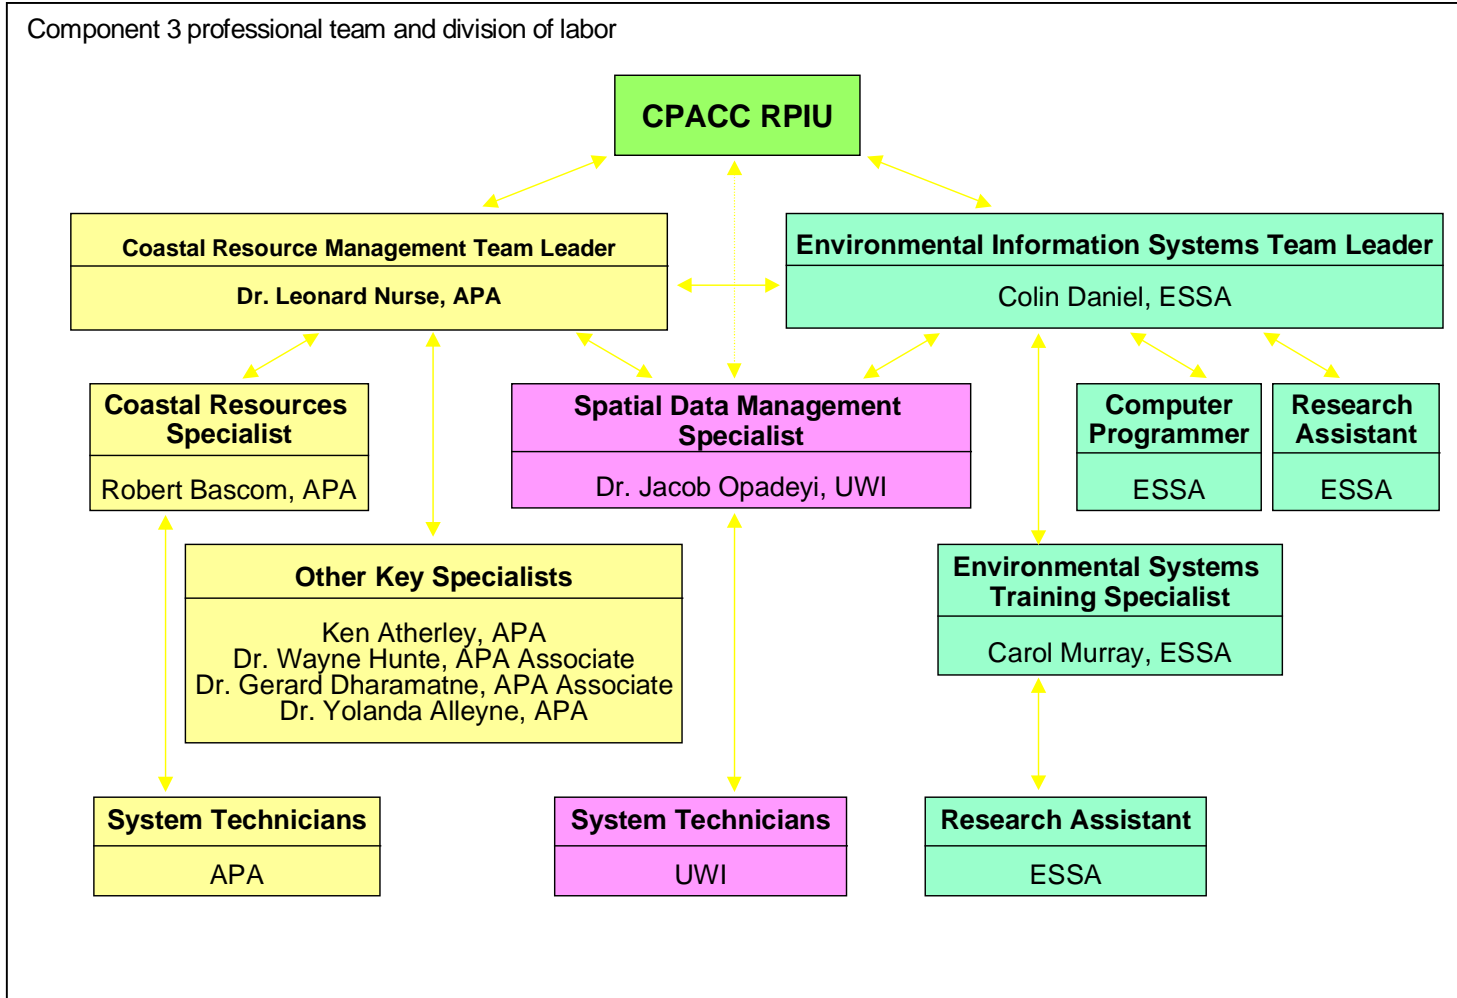 Component 3 professional team and division of labor
CPACC RPIU
Coastal Resource Management Team Leader
Dr. Leonard Nurse, APA
Environmental Information Systems Team Leader
Colin Daniel, ESSA
Coastal Resources
Specialist
Robert Bascom, APA
Spatial Data Management
Specialist
Dr. Jacob Opadeyi, UWI
Computer
Programmer
ESSA
Research
Assistant
ESSA
Other Key Specialists
Ken Atherley, APA
Dr. Wayne Hunte, APA Associate
Dr. Gerard Dharamatne, APA Associate
Dr. Yolanda Alleyne, APA
Environmental Systems
Training Specialist
Carol Murray, ESSA
System Technicians
APA
System Technicians
UWI
Research Assistant
ESSA